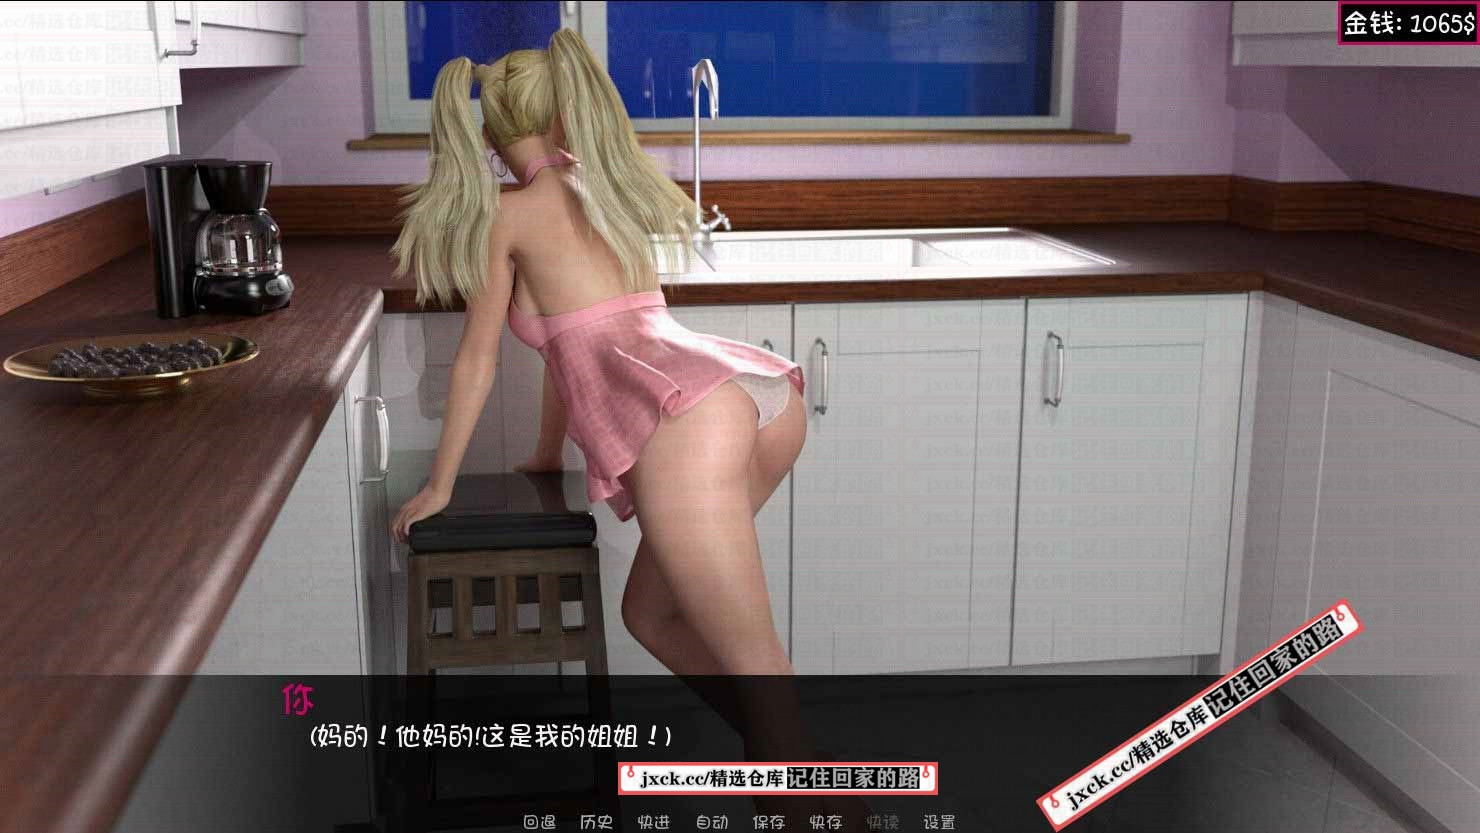 金钱: 1065$
你
(妈的！他妈的!这是我的姐姐！)
jxck.cc/精选仓库记住回家的路
jxck.cc/精选仓库记住回家的路
回退 历史 快进 自动 保存 快存 快读 设置